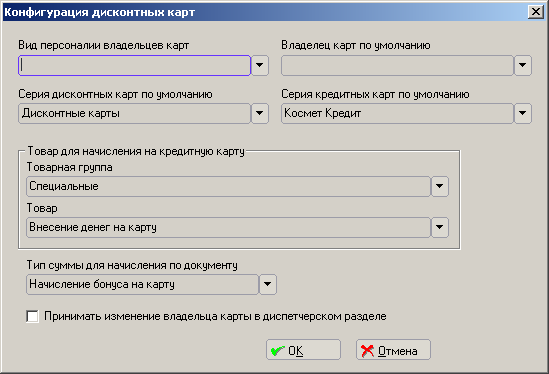 Конфигурация дисконтных карт
Вид персоналии владельцев карт
Владелец карт по умолчанию
Серия дисконтных карт по умолчанию
Серия кредитных карт по умолчанию
Дисконтные карты
Космет Кредит
Товар для начисления на кредитную карту
Товарная группа
Специальные
Товар
Внесение денег на карту
Тип суммы для начисления по документу
Начисление бонуса на карту
Принимать изменение владельца карты в диспетчерском разделе
OK
Отмена